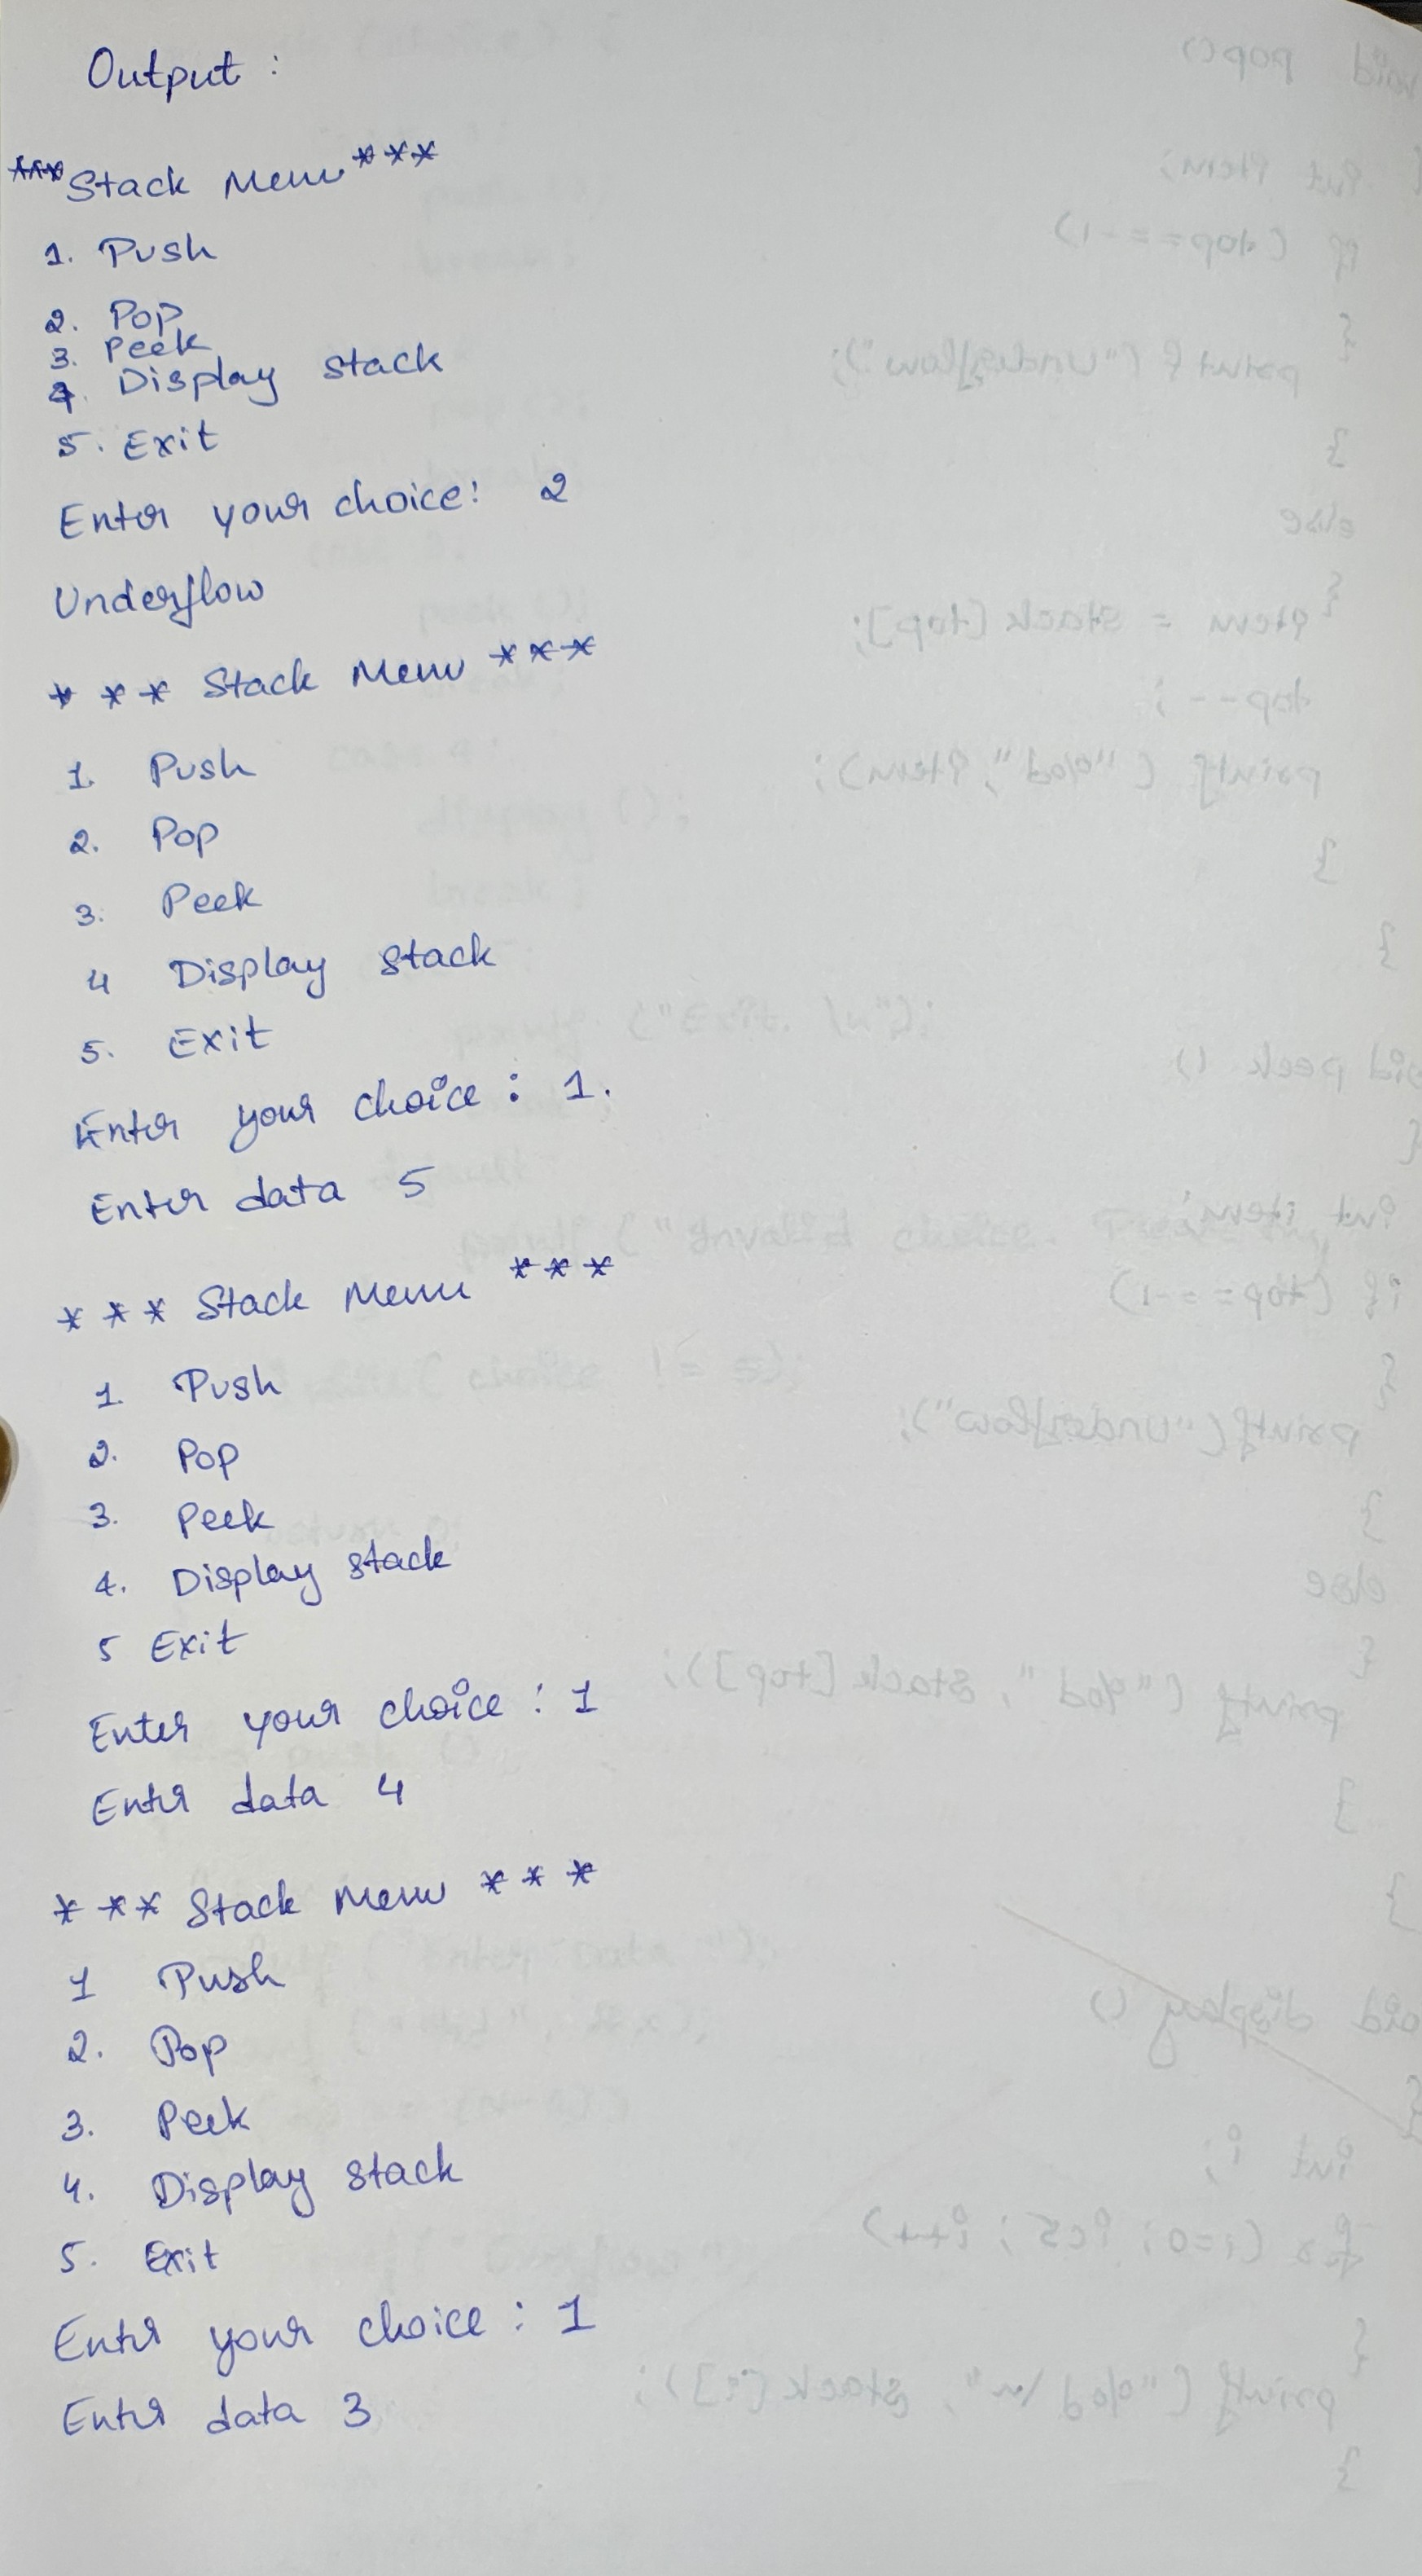 Output :
*** Stack Menu ***
1. Push
2. Pop
3. Peek
4. Display stack
5. Exit
Enter your choice: 2
Underflow
* * * Stack Menu * * *
1. Push
2. Pop
3. Peek
4 Display stack
5. Exit
Enter your choice : 1.
Enter data 5
* * * Stack Menu * * *
1. Push
2. Pop
3. Peek
4. Display stack
5 Exit
Enter your choice : 1
Enter data 4
* * * Stack Menu * * *
1 Push
2. Pop
3. Peek
4. Display stack
5. Exit
Enter your choice : 1
Enter data 3